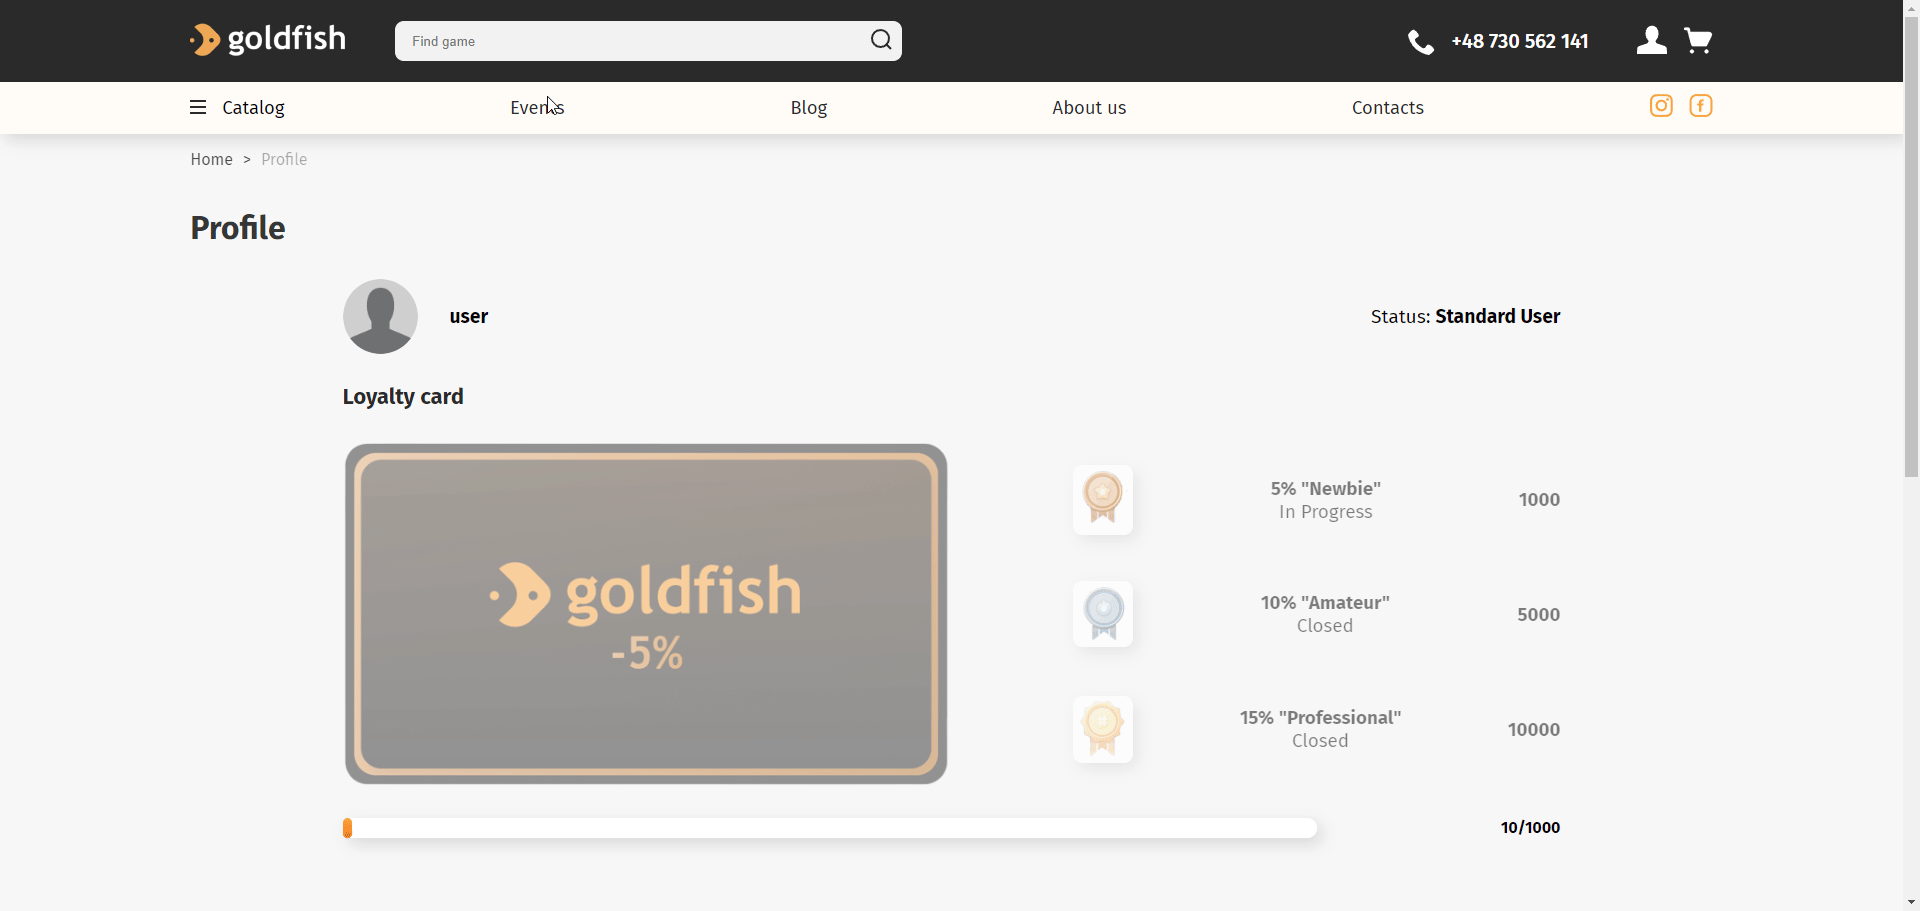 goldfish
Find game
+48 730 562 141
Catalog
Events
Blog
About us
Contacts
Home > Profile
Profile
user
Status: Standard User
Loyalty card
goldfish
-5%
5% "Newbie"
In Progress
1000
10% "Amateur"
Closed
5000
15% "Professional"
Closed
10000
10/1000